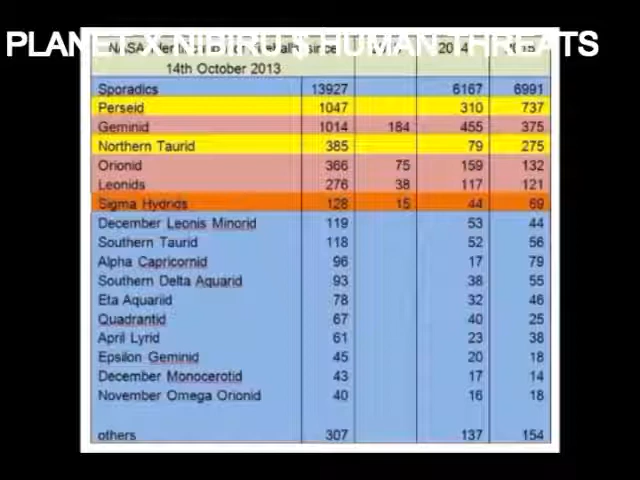 PLANET X NIBIRU $ HUMAN THREATS
NASA since
14th October 2013
Sporadics 13927 6167 6991
Perseid 1047 310 737
Geminid 1014 184 455 375
Northern Taurid 385 79 275
Orionid 366 75 159 132
Leonids 276 38 117 121
Sigma Hydrids 128 15 44 69
December Leonis Minorid 119 53 44
Southern Taurid 118 52 56
Alpha Capricornid 96 17 79
Southern Delta Aquarid 93 38 55
Eta Aquariid 78 32 46
Quadrantid 67 40 25
April Lyrid 61 23 38
Epsilon Geminid 45 20 18
December Monocerotid 43 17 14
November Omega Orionid 40 16 18
others 307 137 154